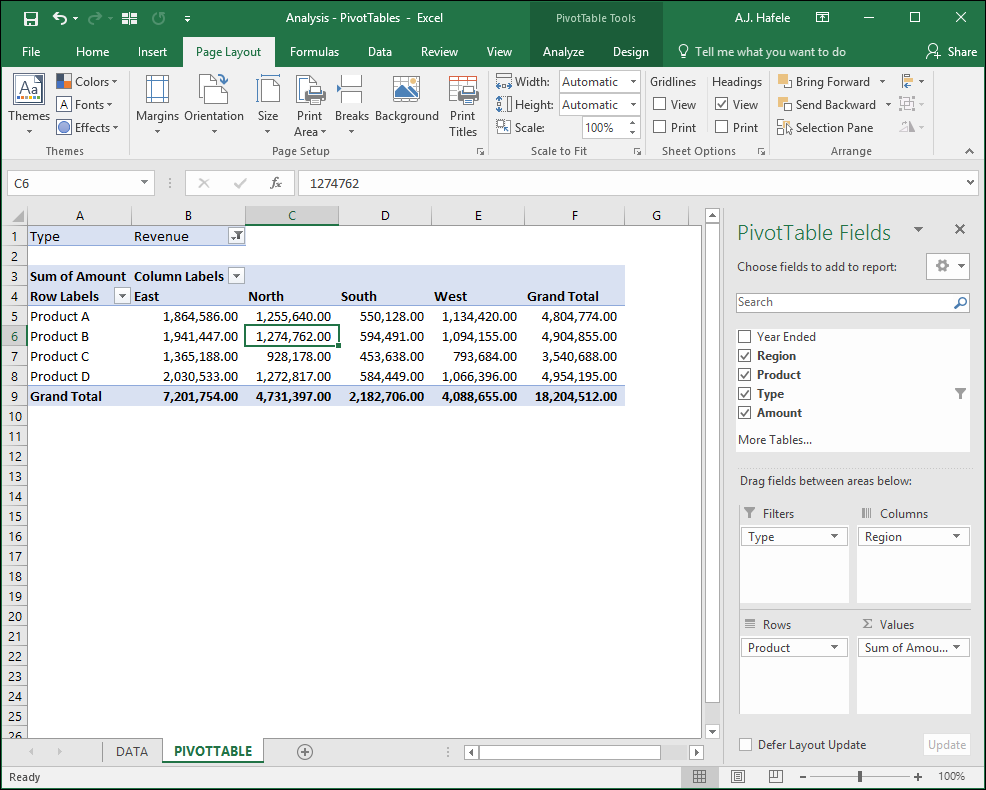 Analysis - PivotTables - Excel
PivotTable Tools
A.J. Hafele
File Home Insert Page Layout Formulas Data Review View Analyze Design Tell me what you want to do Share
Themes
Colors
Fonts
Effects
Themes
Margins Orientation Size Print Area Breaks Background Print Titles
Page Setup
Width: Automatic
Height: Automatic
Scale: 100%
Scale to Fit
Gridlines Headings
View View
Print Print
Sheet Options
Bring Forward
Send Backward
Selection Pane
Arrange
C6 fx 1274762
A B C D E F G
1 Type Revenue
2
3 Sum of Amount Column Labels
4 Row Labels East North South West Grand Total
5 Product A 1,864,586.00 1,255,640.00 550,128.00 1,134,420.00 4,804,774.00
6 Product B 1,941,447.00 1,274,762.00 594,491.00 1,094,155.00 4,904,855.00
7 Product C 1,365,188.00 928,178.00 453,638.00 793,684.00 3,540,688.00
8 Product D 2,030,533.00 1,272,817.00 584,449.00 1,066,396.00 4,954,195.00
9 Grand Total 7,201,754.00 4,731,397.00 2,182,706.00 4,088,655.00 18,204,512.00
10
11
12
13
14
15
16
17
18
19
20
21
22
23
24
25
26
PivotTable Fields
Choose fields to add to report:
Search
Year Ended
Region
Product
Type
Amount
More Tables...
Drag fields between areas below:
Filters Columns
Type Region
Rows Σ Values
Product Sum of Amou...
Defer Layout Update Update
DATA PIVOTTABLE
Ready 100%